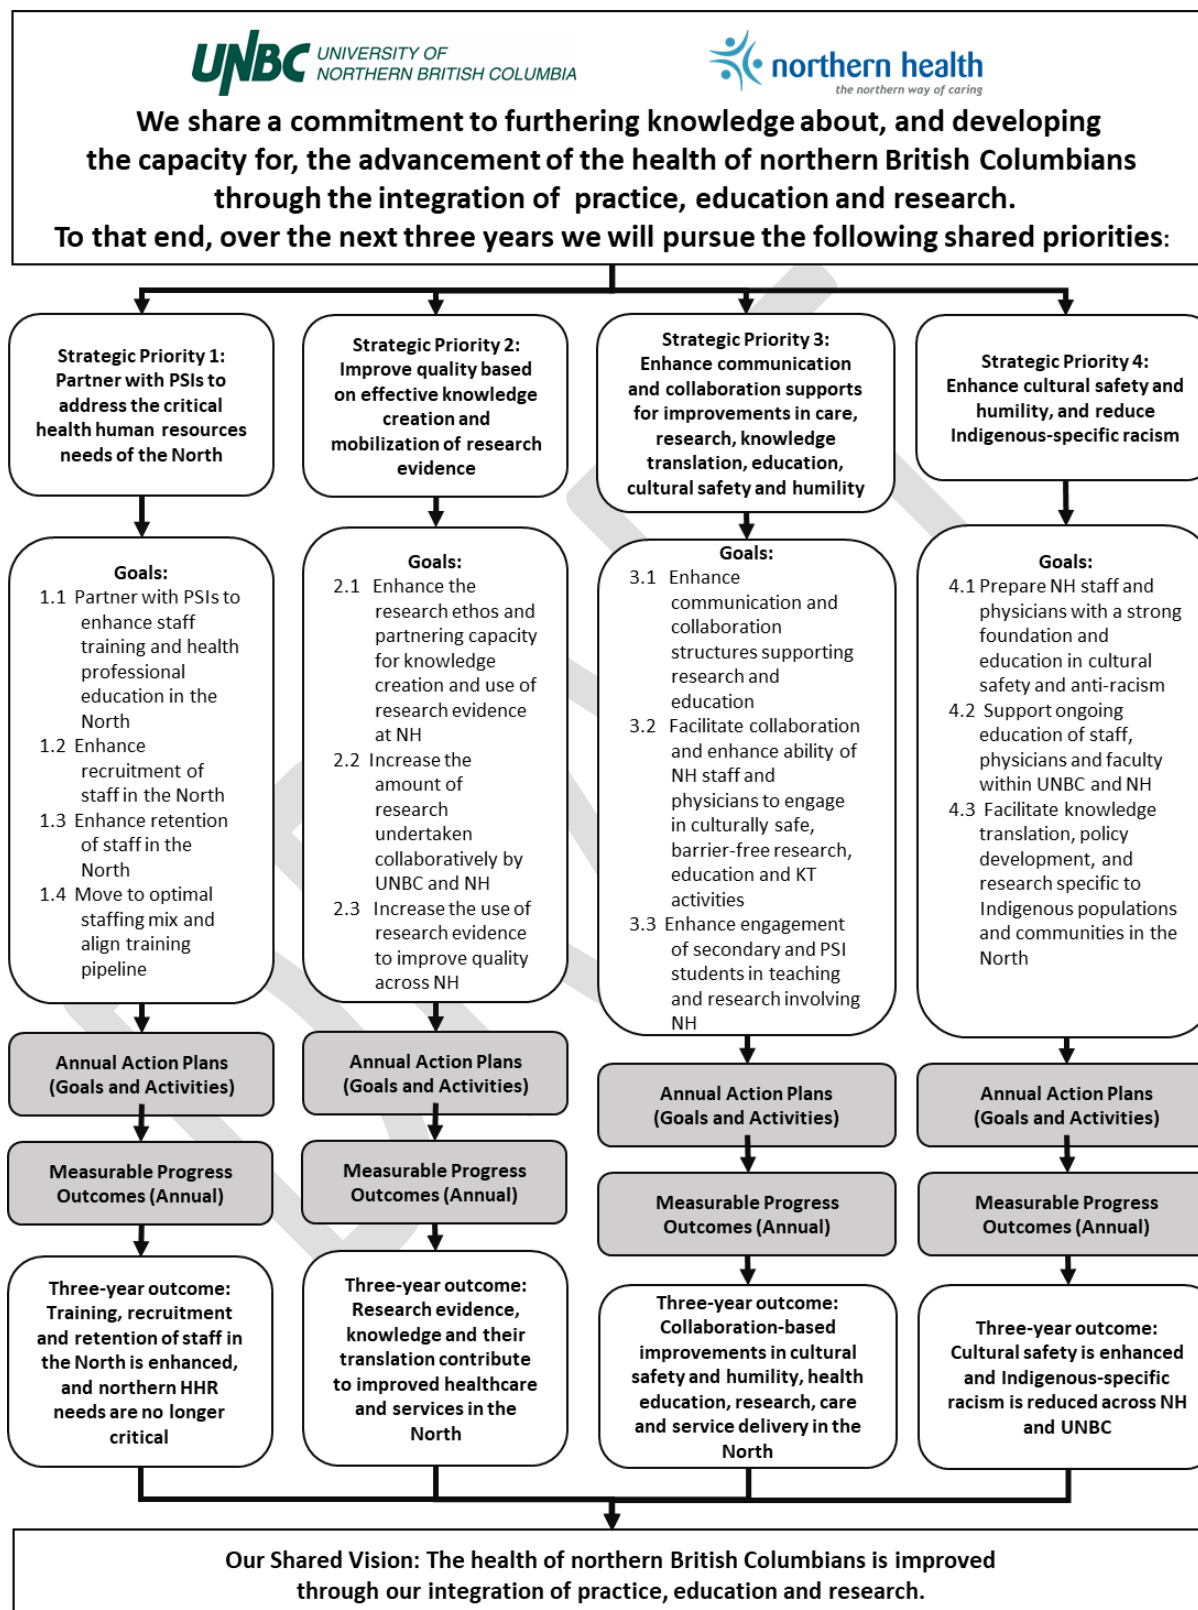 UNBC UNIVERSITY OF
NORTHERN BRITISH COLUMBIA
northern health
the northern way of caring
We share a commitment to furthering knowledge about, and developing
the capacity for, the advancement of the health of northern British Columbians
through the integration of practice, education and research.
To that end, over the next three years we will pursue the following shared priorities:
Strategic Priority 1:
Partner with PSIs to
address the critical
health human resources
needs of the North
Strategic Priority 2:
Improve quality based
on effective knowledge
creation and
mobilization of research
evidence
Strategic Priority 3:
Enhance communication
and collaboration supports
for improvements in care,
research, knowledge
translation, education,
cultural safety and humility
Strategic Priority 4:
Enhance cultural safety and
humility, and reduce
Indigenous-specific racism
Goals:
1.1 Partner with PSIs to
enhance staff
training and health
professional
education in the
North
1.2 Enhance
recruitment of
staff in the North
1.3 Enhance retention
of staff in the
North
1.4 Move to optimal
staffing mix and
align training
pipeline
Goals:
2.1 Enhance the
research ethos and
partnering capacity
for knowledge
creation and use of
research evidence
at NH
2.2 Increase the
amount of
research
undertaken
collaboratively by
UNBC and NH
2.3 Increase the use of
research evidence
to improve quality
across NH
Goals:
3.1 Enhance
communication and
collaboration
structures supporting
research and
education
3.2 Facilitate collaboration
and enhance ability of
NH staff and
physicians to engage
in culturally safe,
barrier-free research,
education and KT
activities
3.3 Enhance engagement
of secondary and PSI
students in teaching
and research involving
NH
Goals:
4.1 Prepare NH staff and
physicians with a strong
foundation and
education in cultural
safety and anti-racism
4.2 Support ongoing
education of staff,
physicians and faculty
within UNBC and NH
4.3 Facilitate knowledge
translation, policy
development, and
research specific to
Indigenous populations
and communities in the
North
Annual Action Plans
(Goals and Activities)
Annual Action Plans
(Goals and Activities)
Annual Action Plans
(Goals and Activities)
Annual Action Plans
(Goals and Activities)
Measurable Progress
Outcomes (Annual)
Measurable Progress
Outcomes (Annual)
Measurable Progress
Outcomes (Annual)
Measurable Progress
Outcomes (Annual)
Three-year outcome:
Training, recruitment
and retention of staff in
the North is enhanced,
and northern HHR
needs are no longer
critical
Three-year outcome:
Research evidence,
knowledge and their
translation contribute
to improved healthcare
and services in the
North
Three-year outcome:
Collaboration-based
improvements in cultural
safety and humility, health
education, research, care
and service delivery in the
North
Three-year outcome:
Cultural safety is enhanced
and Indigenous-specific
racism is reduced across NH
and UNBC
Our Shared Vision: The health of northern British Columbians is improved
through our integration of practice, education and research.